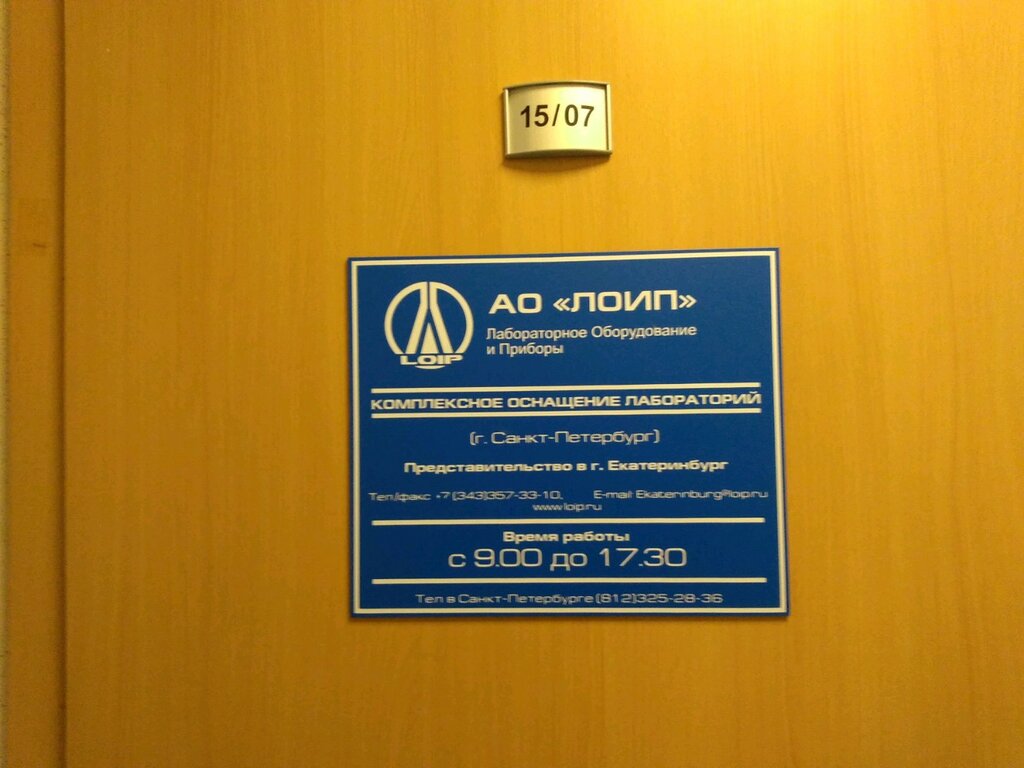 15/07
АО «ЛОИП»
Лабораторное Оборудование
и Приборы
LOIP
КОМПЛЕКСНОЕ ОСНАЩЕНИЕ ЛАБОРАТОРИЙ
(г. Санкт-Петербург)
Представительство в г. Екатеринбург
Тел/факс +7 (343)357-33-10, E-mail: Ekaterinburg@loip.ru
www.loip.ru
Время работы
с 9.00 до 17.30
Тел в Санкт-Петербурге (812)325-28-36